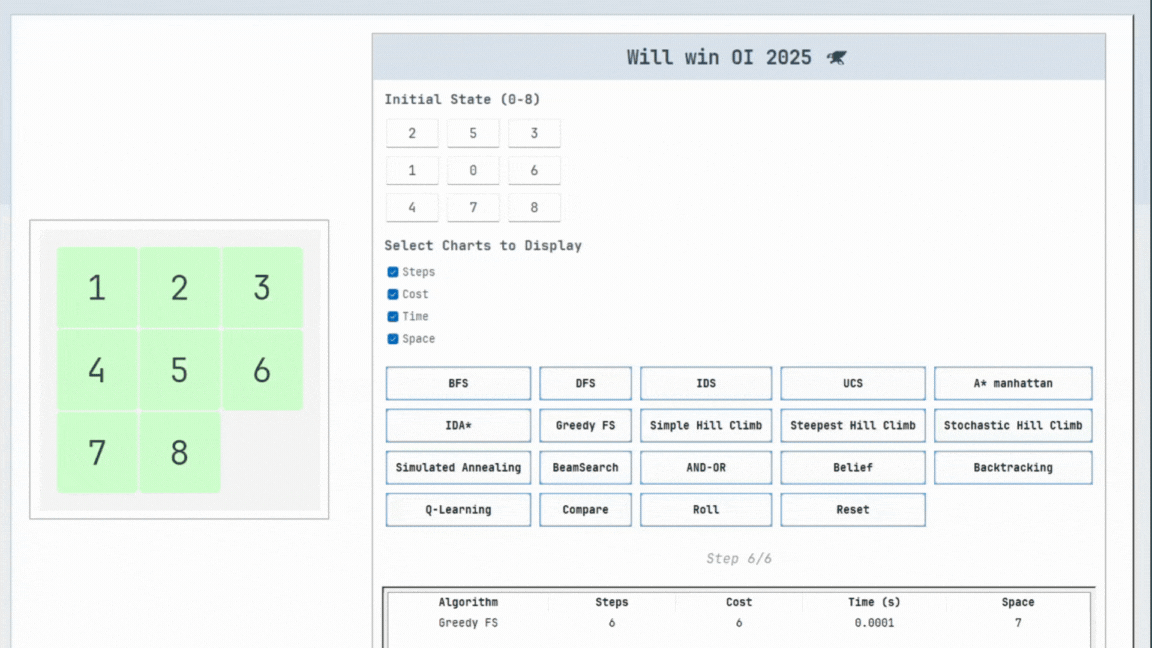 Will win OI 2025
Initial State (0-8)
2 5 3
1 0 6
4 7 8
Select Charts to Display
Steps
Cost
Time
Space
1 2 3
4 5 6
7 8
BFS DFS IDS UCS A* manhattan
IDA* Greedy FS Simple Hill Climb Steepest Hill Climb Stochastic Hill Climb
Simulated Annealing BeamSearch AND-OR Belief Backtracking
Q-Learning Compare Roll Reset
Step 6/6
Algorithm Steps Cost Time (s) Space
Greedy FS 6 6 0.0001 7